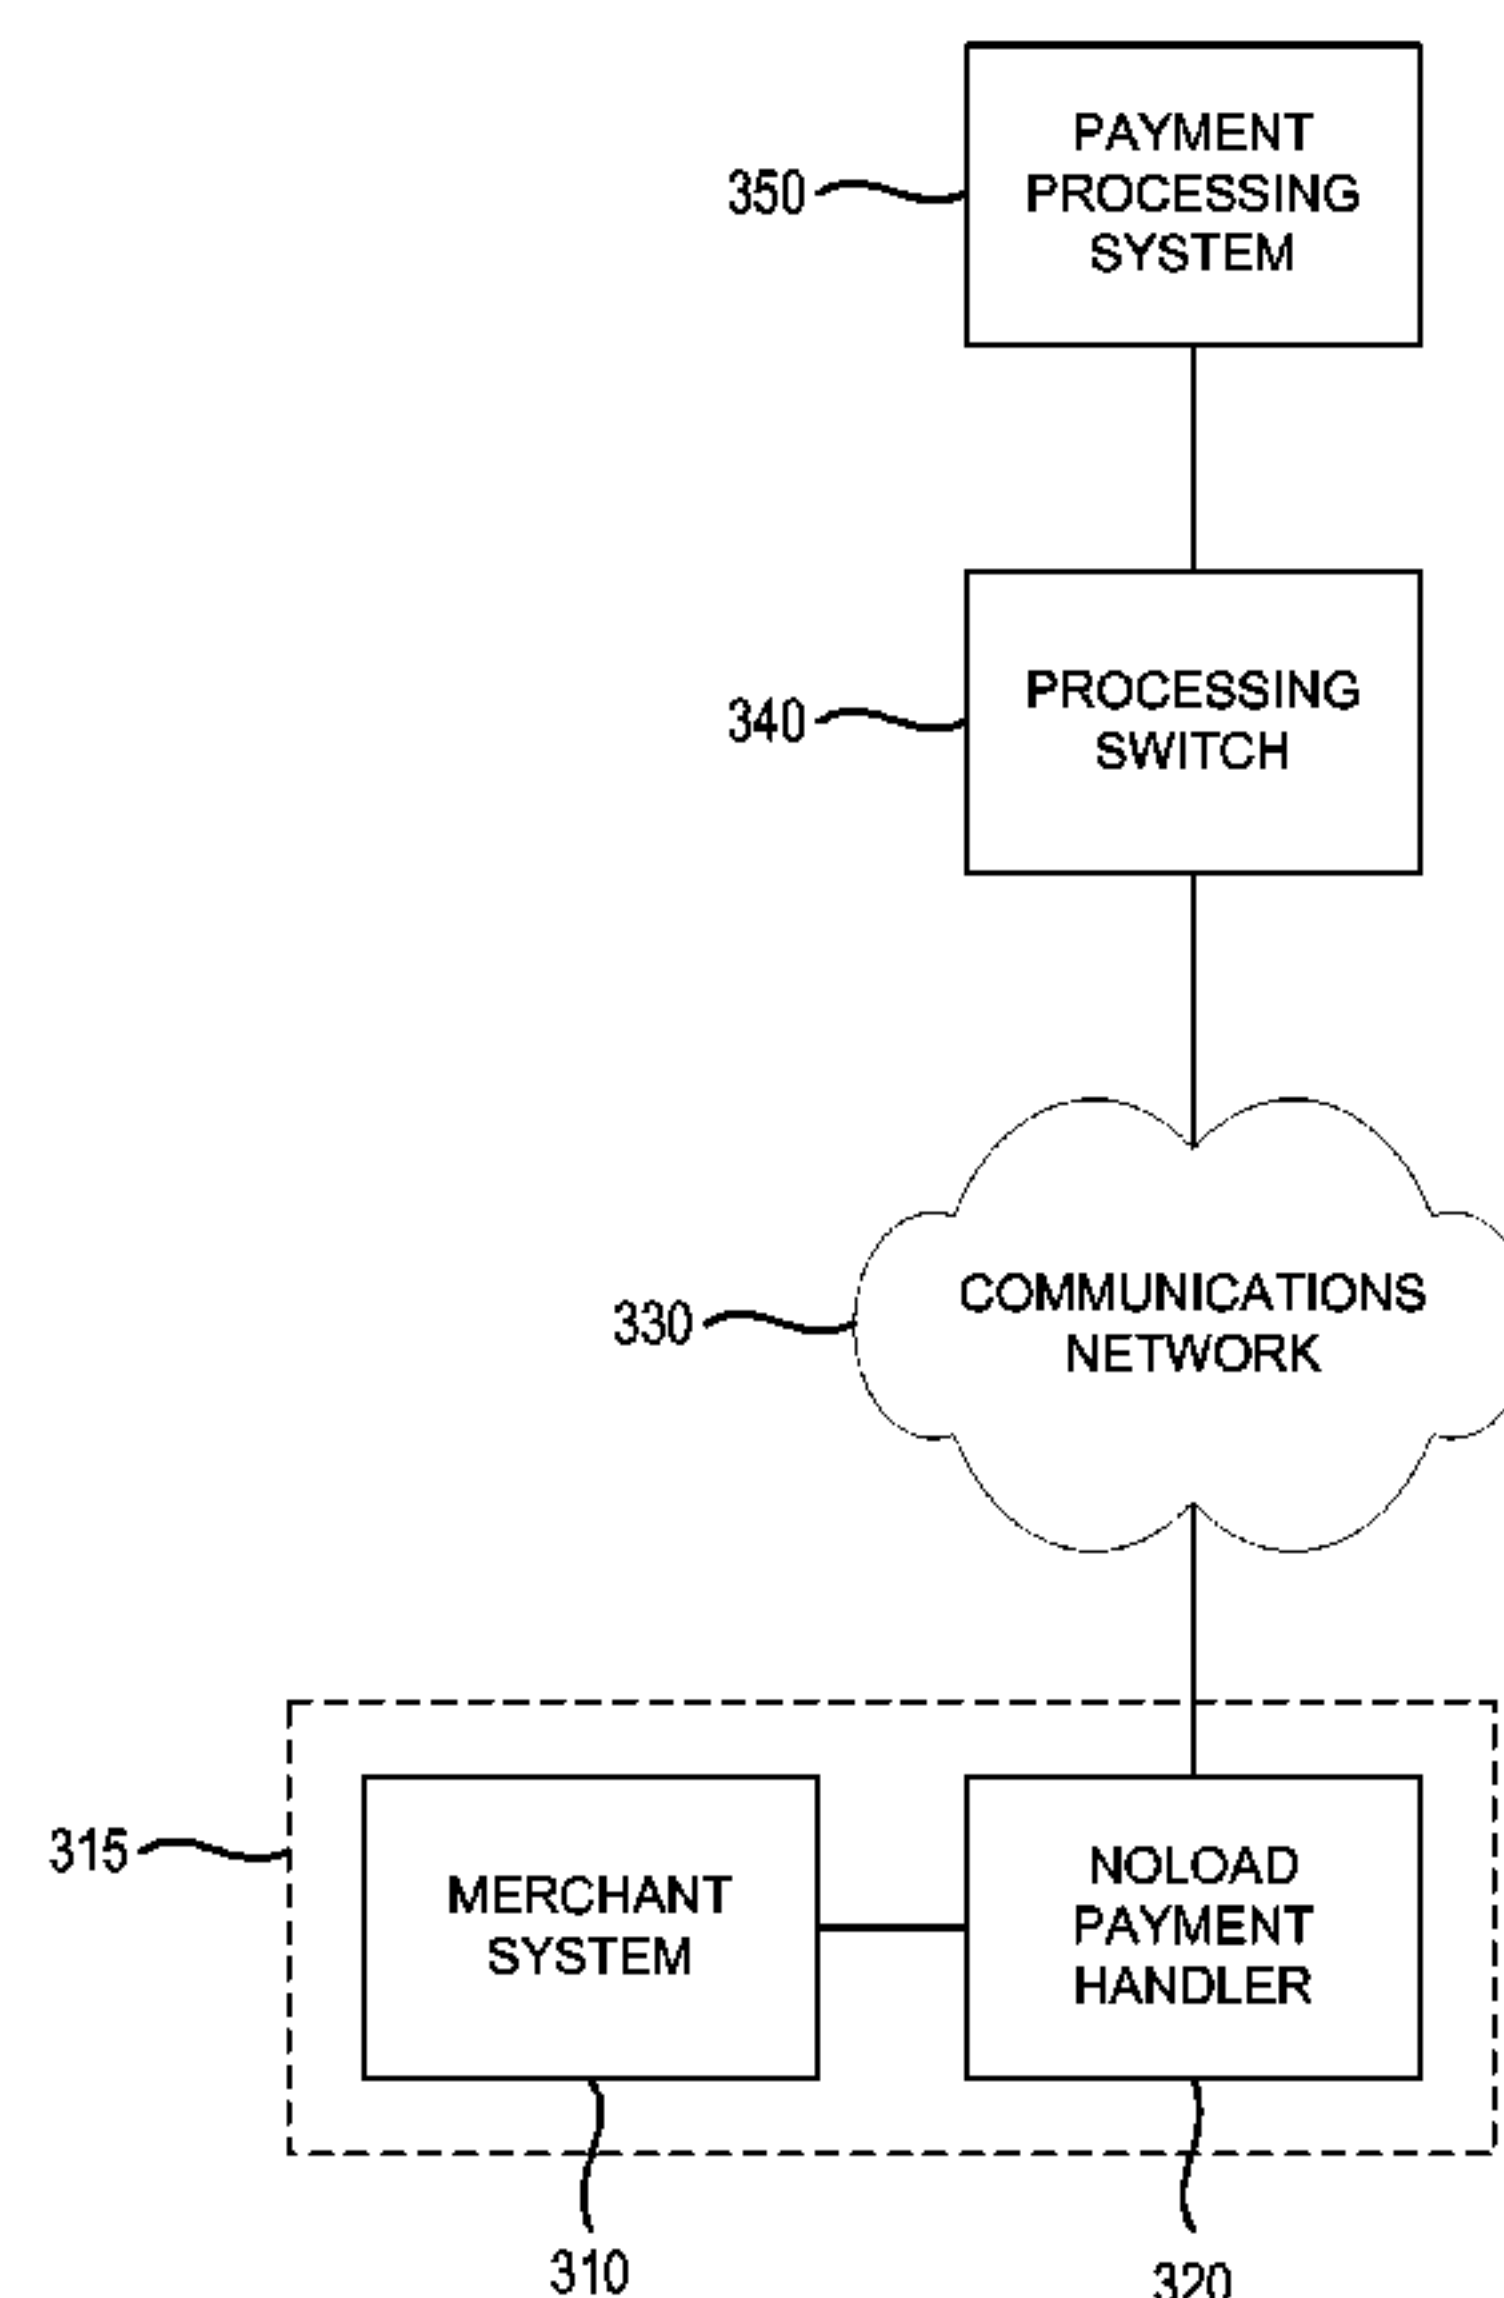 PAYMENT
PROCESSING
SYSTEM
350
PROCESSING
SWITCH
340
COMMUNICATIONS
NETWORK
330
315
MERCHANT
SYSTEM
NOLOAD
PAYMENT
HANDLER
310
320